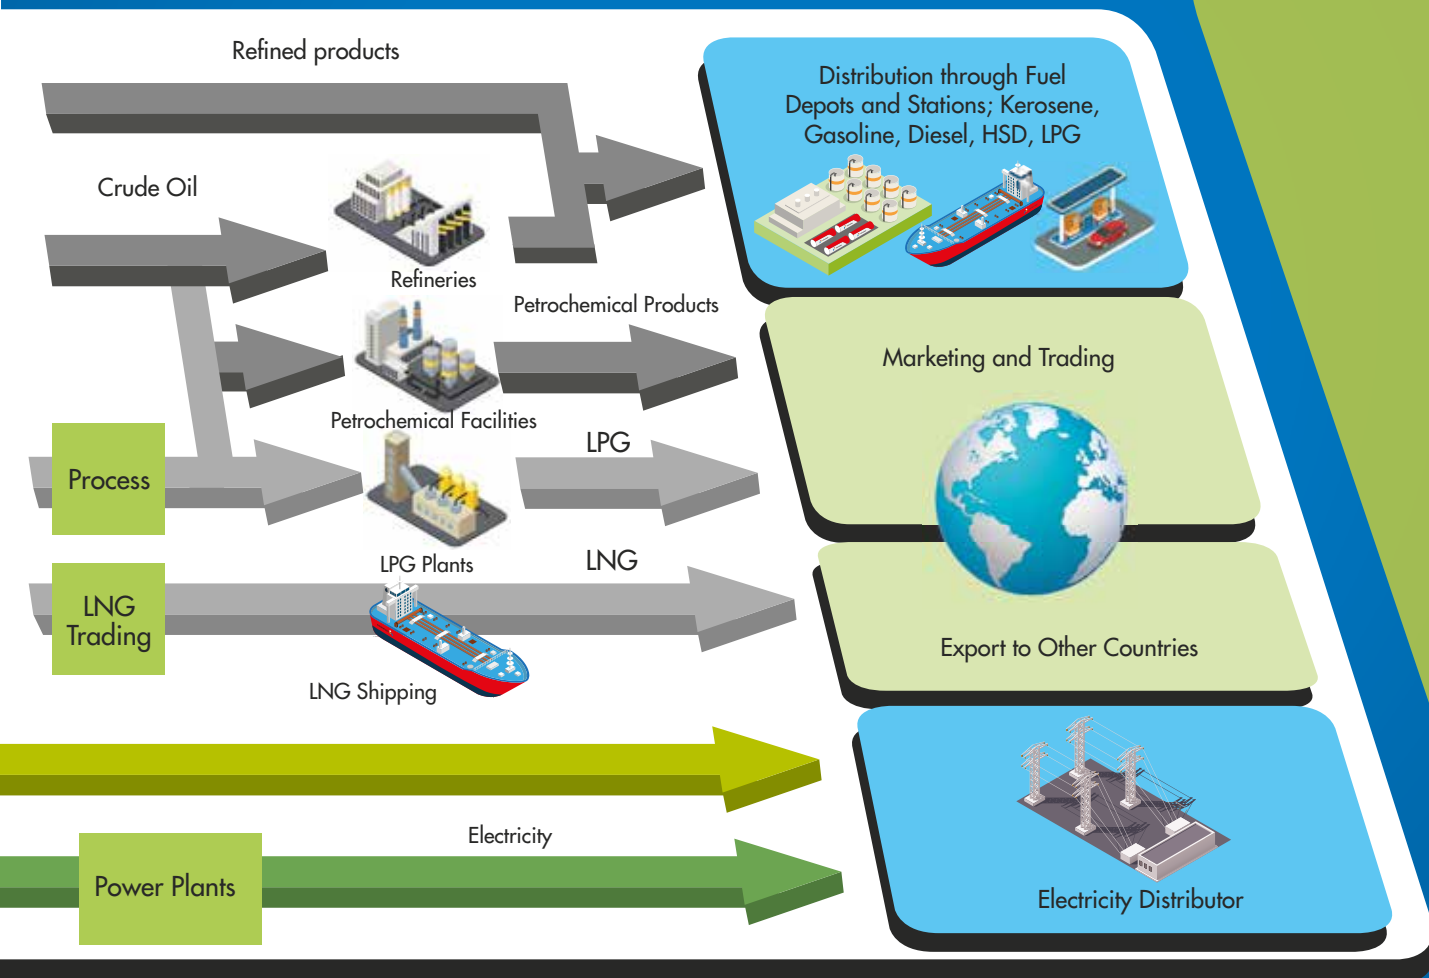 Refined products
Distribution through Fuel
Depots and Stations; Kerosene,
Gasoline, Diesel, HSD, LPG
Crude Oil
Refineries
Petrochemical Products
Marketing and Trading
Petrochemical Facilities
LPG
Process
LPG Plants
LNG
LNG
Trading
Export to Other Countries
LNG Shipping
Electricity
Power Plants
Electricity Distributor